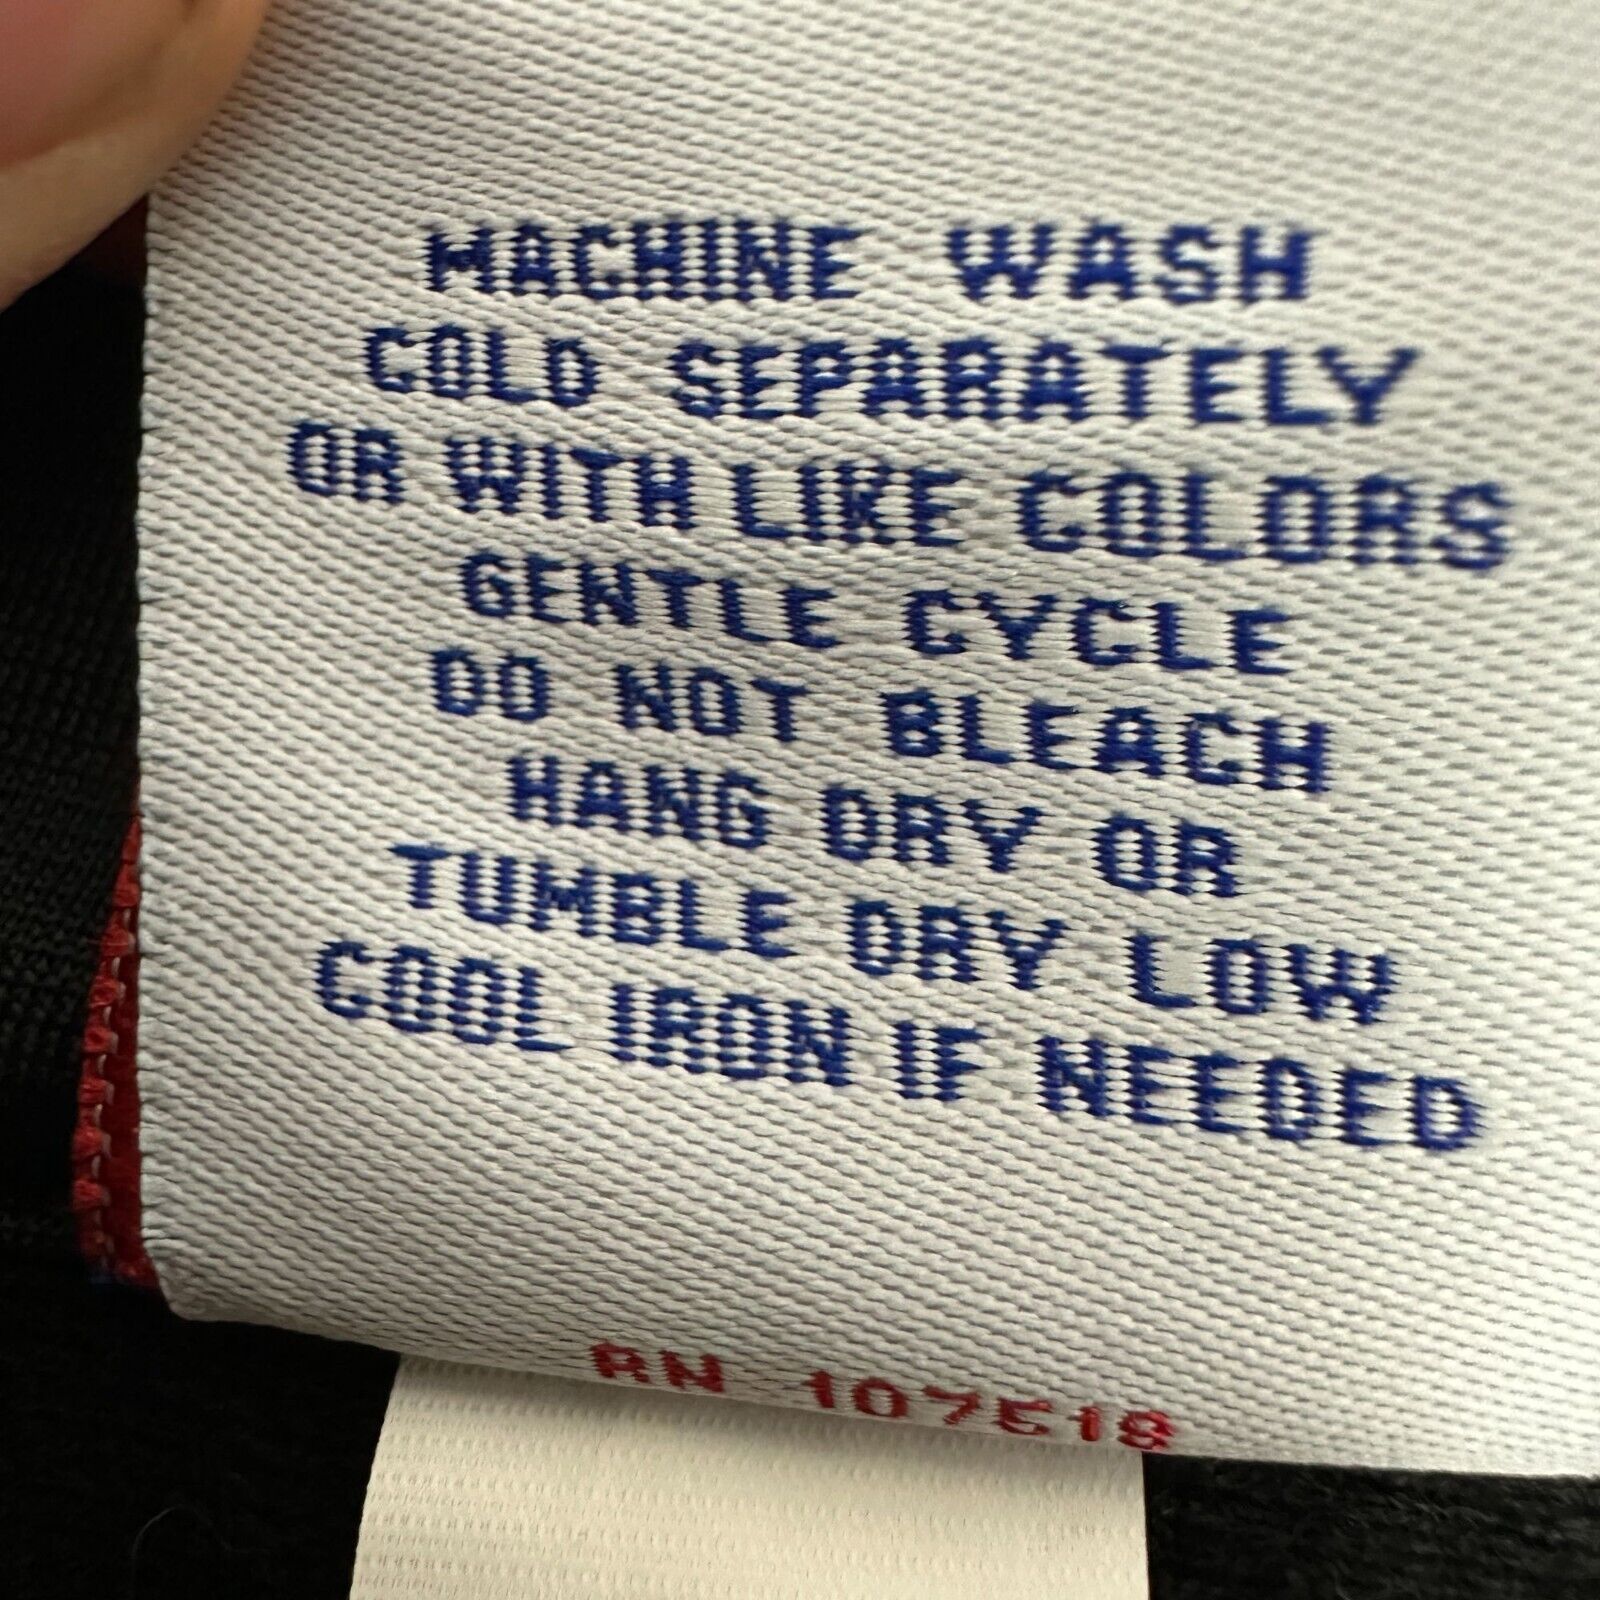 MACHINE WASH
COLD SEPARATELY
OR WITH LIKE COLORS
GENTLE CYCLE
DO NOT BLEACH
HANG DRY OR
TUMBLE DRY LOW
COOL IRON IF NEEDED
RN 107519